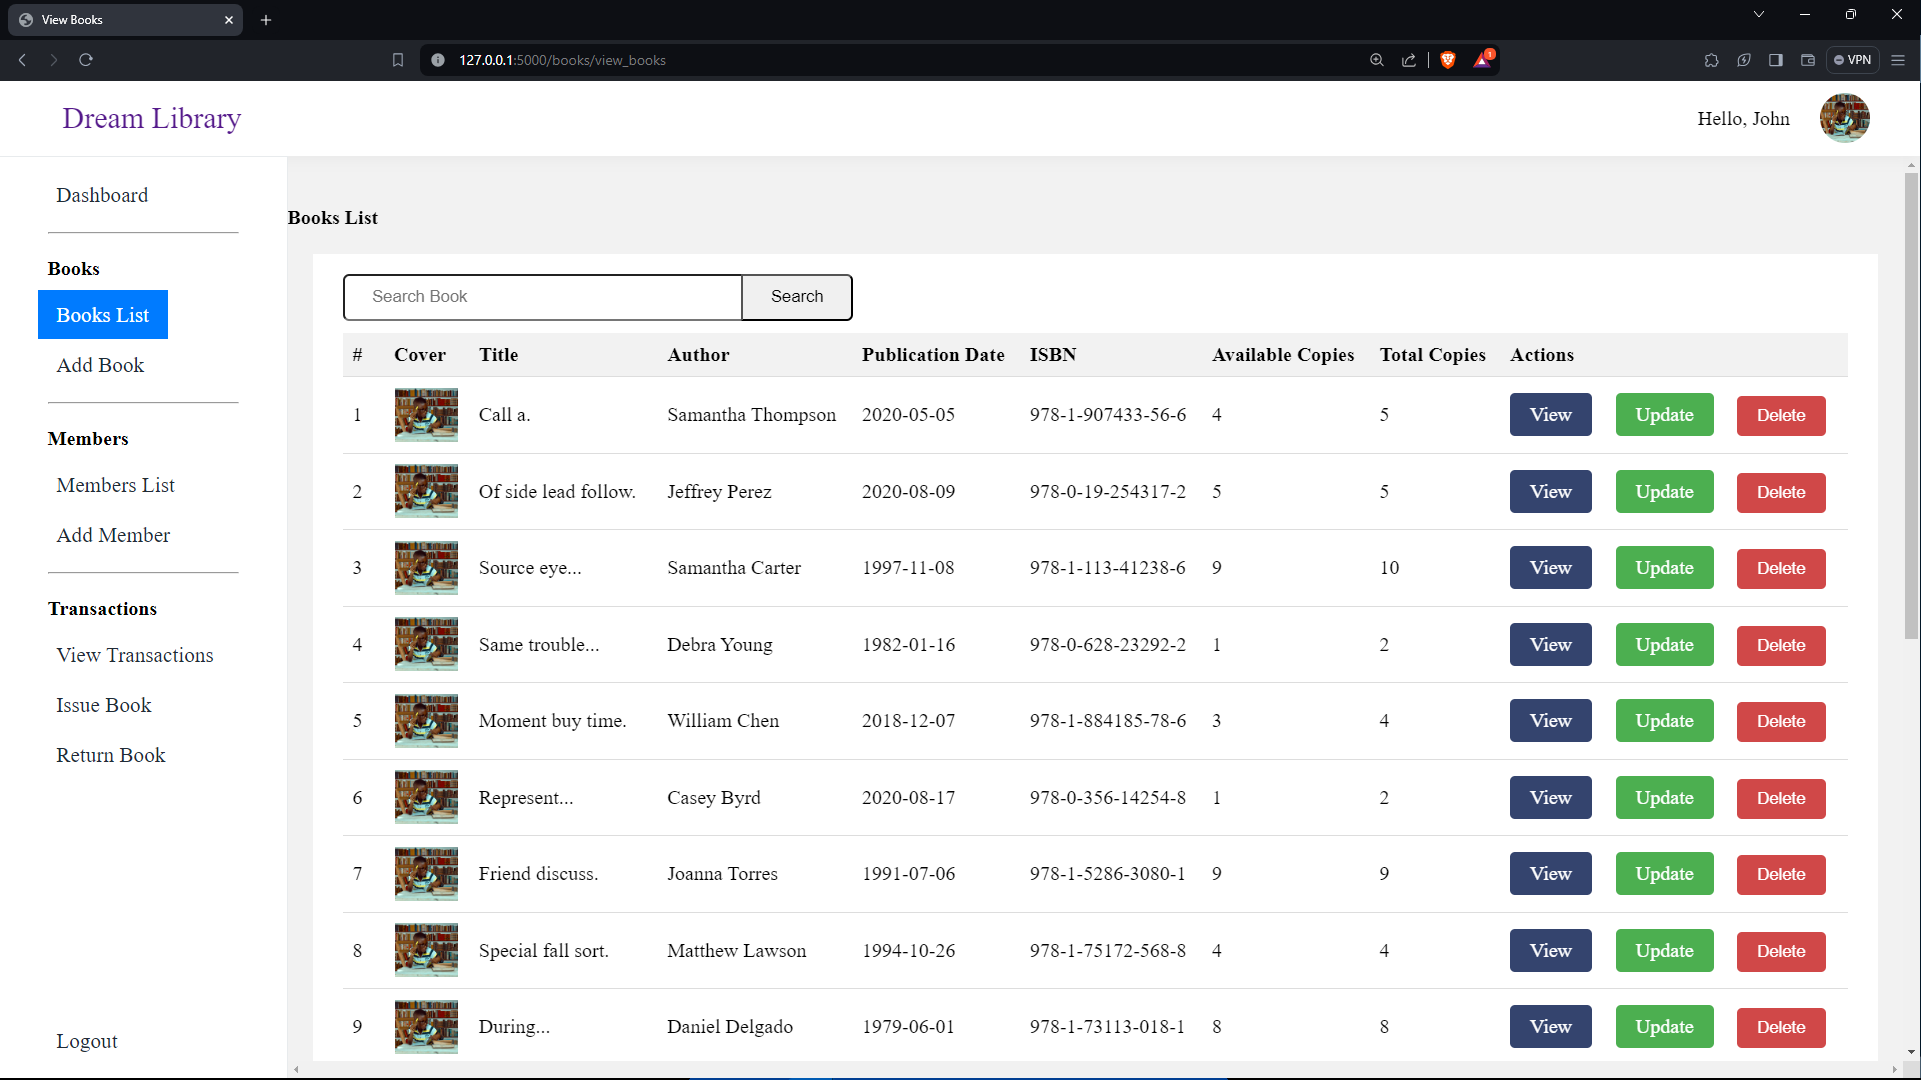 View Books
127.0.0.1:5000/books/view_books
1
VPN
Dream Library
Hello, John
Dashboard
Books
Books List
Add Book
Members
Members List
Add Member
Transactions
View Transactions
Issue Book
Return Book
Logout
Books List
Search Book Search
# Cover Title Author Publication Date ISBN Available Copies Total Copies Actions
1 Call a. Samantha Thompson 2020-05-05 978-1-907433-56-6 4 5 View Update Delete
2 Of side lead follow. Jeffrey Perez 2020-08-09 978-0-19-254317-2 5 5 View Update Delete
3 Source eye... Samantha Carter 1997-11-08 978-1-113-41238-6 9 10 View Update Delete
4 Same trouble... Debra Young 1982-01-16 978-0-628-23292-2 1 2 View Update Delete
5 Moment buy time. William Chen 2018-12-07 978-1-884185-78-6 3 4 View Update Delete
6 Represent... Casey Byrd 2020-08-17 978-0-356-14254-8 1 2 View Update Delete
7 Friend discuss. Joanna Torres 1991-07-06 978-1-5286-3080-1 9 9 View Update Delete
8 Special fall sort. Matthew Lawson 1994-10-26 978-1-75172-568-8 4 4 View Update Delete
9 During... Daniel Delgado 1979-06-01 978-1-73113-018-1 8 8 View Update Delete